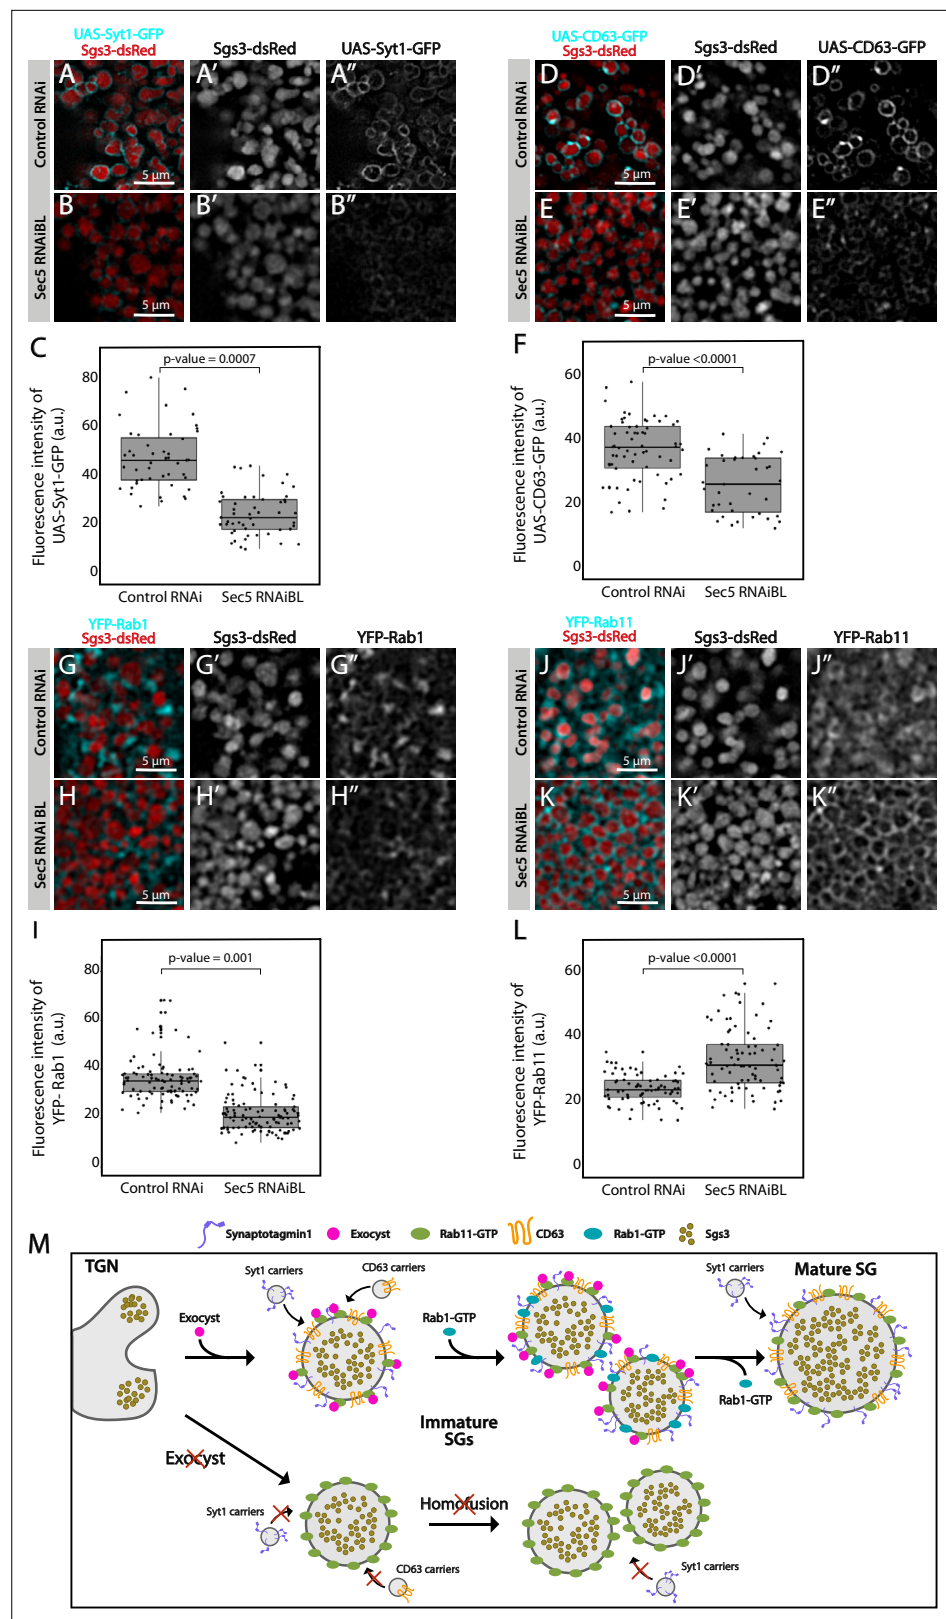 UAS-Syt1-GFP
Sgs3-dsRed
Sgs3-dsRed
UAS-Syt1-GFP
Control RNAi
A
A'
A''
5 µm
Sec5 RNAiBL
B
B'
B''
5 µm
C
p-value = 0.0007
Fluorescence intensity of
UAS-Syt1-GFP (a.u.)
80
60
40
20
0
Control RNAi
Sec5 RNAiBL
UAS-CD63-GFP
Sgs3-dsRed
Sgs3-dsRed
UAS-CD63-GFP
Control RNAi
D
D'
D''
5 µm
Sec5 RNAiBL
E
E'
E''
5 µm
F
p-value <0.0001
Fluorescence intensity of
UAS-CD63-GFP (a.u.)
60
40
20
0
Control RNAi
Sec5 RNAiBL
YFP-Rab1
Sgs3-dsRed
Sgs3-dsRed
YFP-Rab1
Control RNAi
G
G'
G''
5 µm
Sec5 RNAi BL
H
H'
H''
5 µm
I
p-value = 0.001
Fluorescence intensity of
YFP- Rab1 (a.u.)
80
60
40
20
0
Control RNAi
Sec5 RNAiBL
YFP-Rab11
Sgs3-dsRed
Sgs3-dsRed
YFP-Rab11
Control RNAi
J
J'
J''
5 µm
Sec5 RNAiBL
K
K'
K''
5 µm
L
p-value <0.0001
Fluorescence intensity of
YFP-Rab11 (a.u.)
60
40
20
0
Control RNAi
Sec5 RNAiBL
M
Synaptotagmin1
Exocyst
Rab11-GTP
CD63
Rab1-GTP
Sgs3
TGN
Exocyst
Syt1 carriers
CD63 carriers
Rab1-GTP
Syt1 carriers
Mature SG
Rab1-GTP
Immature
SGs
Exocyst
Syt1 carriers
CD63 carriers
Homofusion
Syt1 carriers